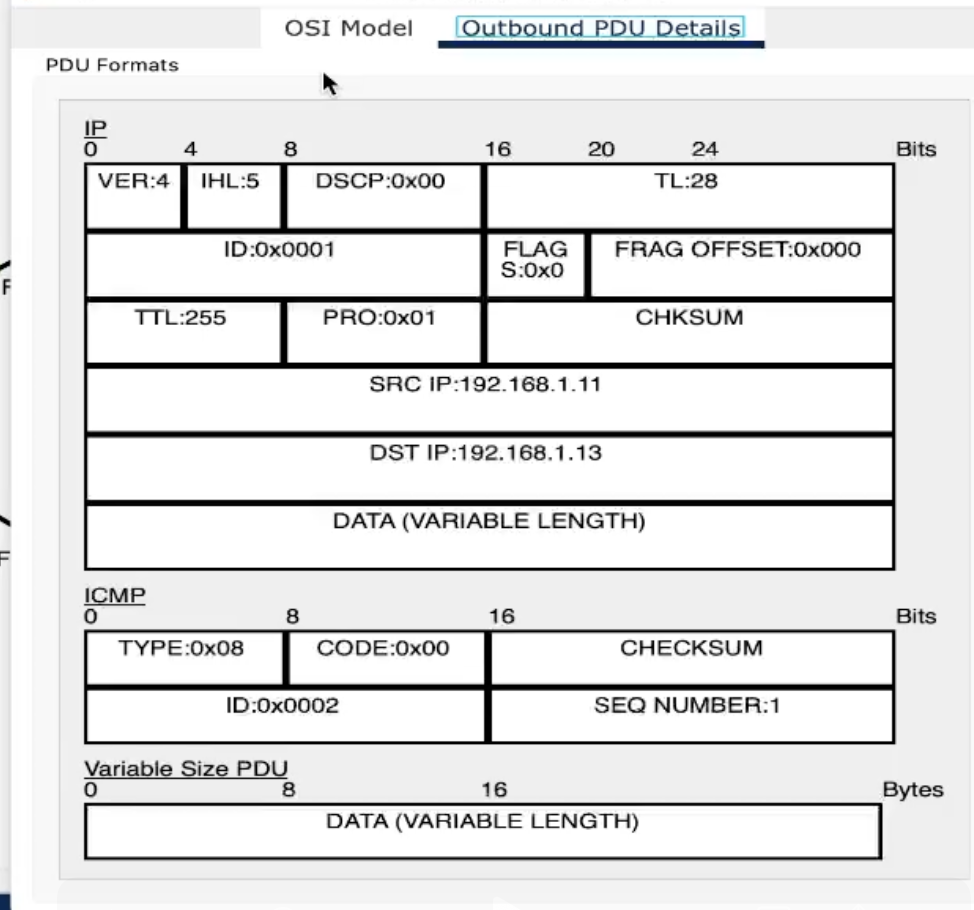 OSI Model Outbound PDU Details
PDU Formats
IP
0 4 8 16 20 24 Bits
VER:4 IHL:5 DSCP:0x00 TL:28
ID:0x0001 FLAG S:0x0 FRAG OFFSET:0x000
TTL:255 PRO:0x01 CHKSUM
SRC IP:192.168.1.11
DST IP:192.168.1.13
DATA (VARIABLE LENGTH)
ICMP
0 8 16 Bits
TYPE:0x08 CODE:0x00 CHECKSUM
ID:0x0002 SEQ NUMBER:1
Variable Size PDU
0 8 16 Bytes
DATA (VARIABLE LENGTH)